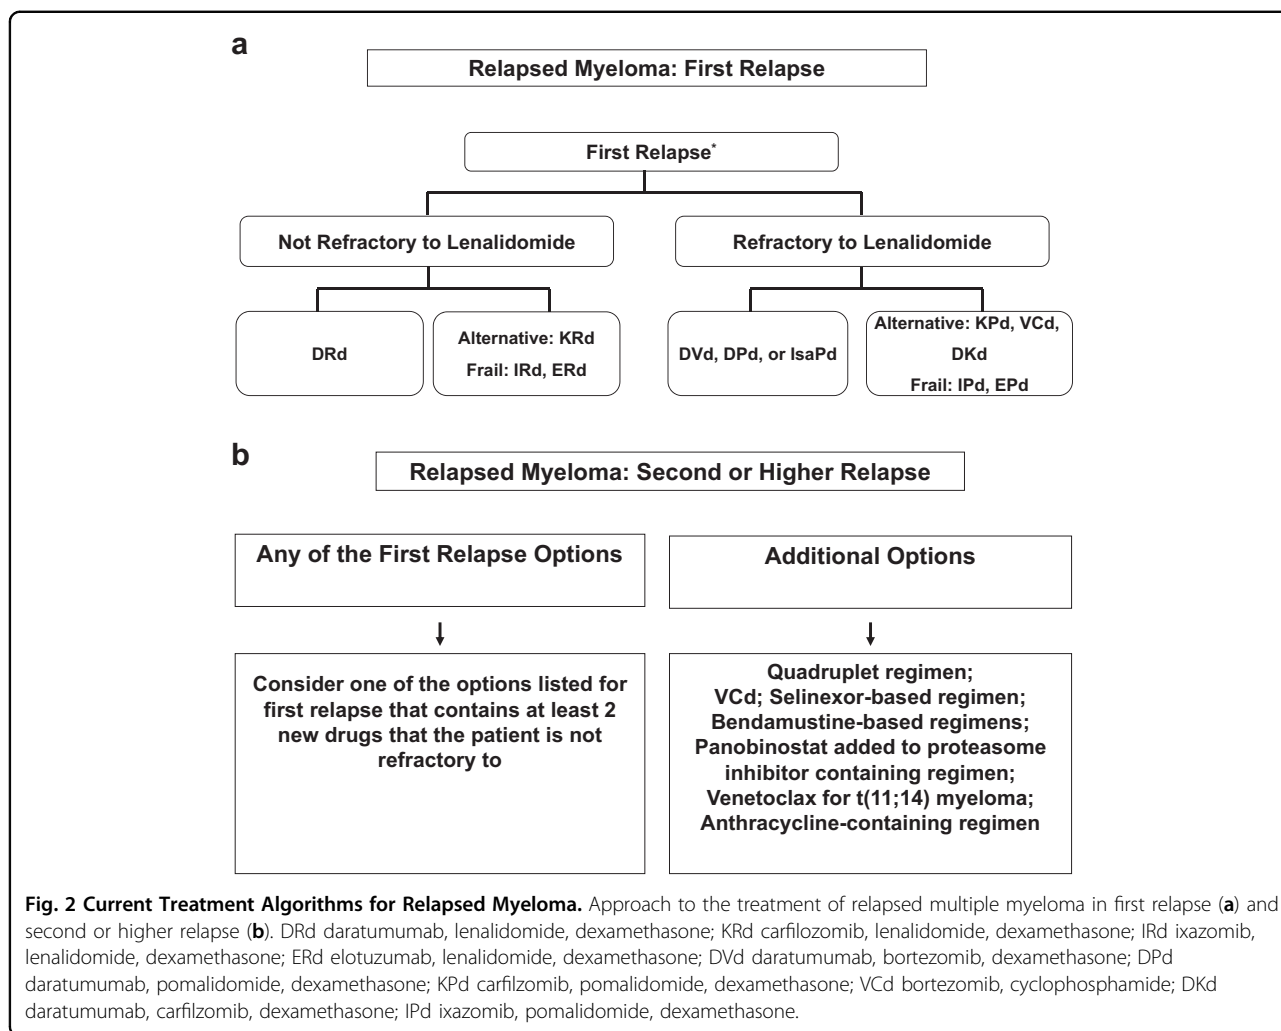 a
Relapsed Myeloma: First Relapse
First Relapse*
Not Refractory to Lenalidomide
Refractory to Lenalidomide
DRd
Alternative: KRd
Frail: IRd, ERd
DVd, DPd, or IsaPd
Alternative: KPd, VCd,
DKd
Frail: IPd, EPd
b
Relapsed Myeloma: Second or Higher Relapse
Any of the First Relapse Options
Additional Options
Consider one of the options listed for
first relapse that contains at least 2
new drugs that the patient is not
refractory to
Quadruplet regimen;
VCd; Selinexor-based regimen;
Bendamustine-based regimens;
Panobinostat added to proteasome
inhibitor containing regimen;
Venetoclax for t(11;14) myeloma;
Anthracycline-containing regimen
Fig. 2 Current Treatment Algorithms for Relapsed Myeloma. Approach to the treatment of relapsed multiple myeloma in first relapse (a) and
second or higher relapse (b). DRd daratumumab, lenalidomide, dexamethasone; KRd carfilozomib, lenalidomide, dexamethasone; IRd ixazomib,
lenalidomide, dexamethasone; ERd elotuzumab, lenalidomide, dexamethasone; DVd daratumumab, bortezomib, dexamethasone; DPd
daratumumab, pomalidomide, dexamethasone; KPd carfilzomib, pomalidomide, dexamethasone; VCd bortezomib, cyclophosphamide; DKd
daratumumab, carfilzomib, dexamethasone; IPd ixazomib, pomalidomide, dexamethasone.